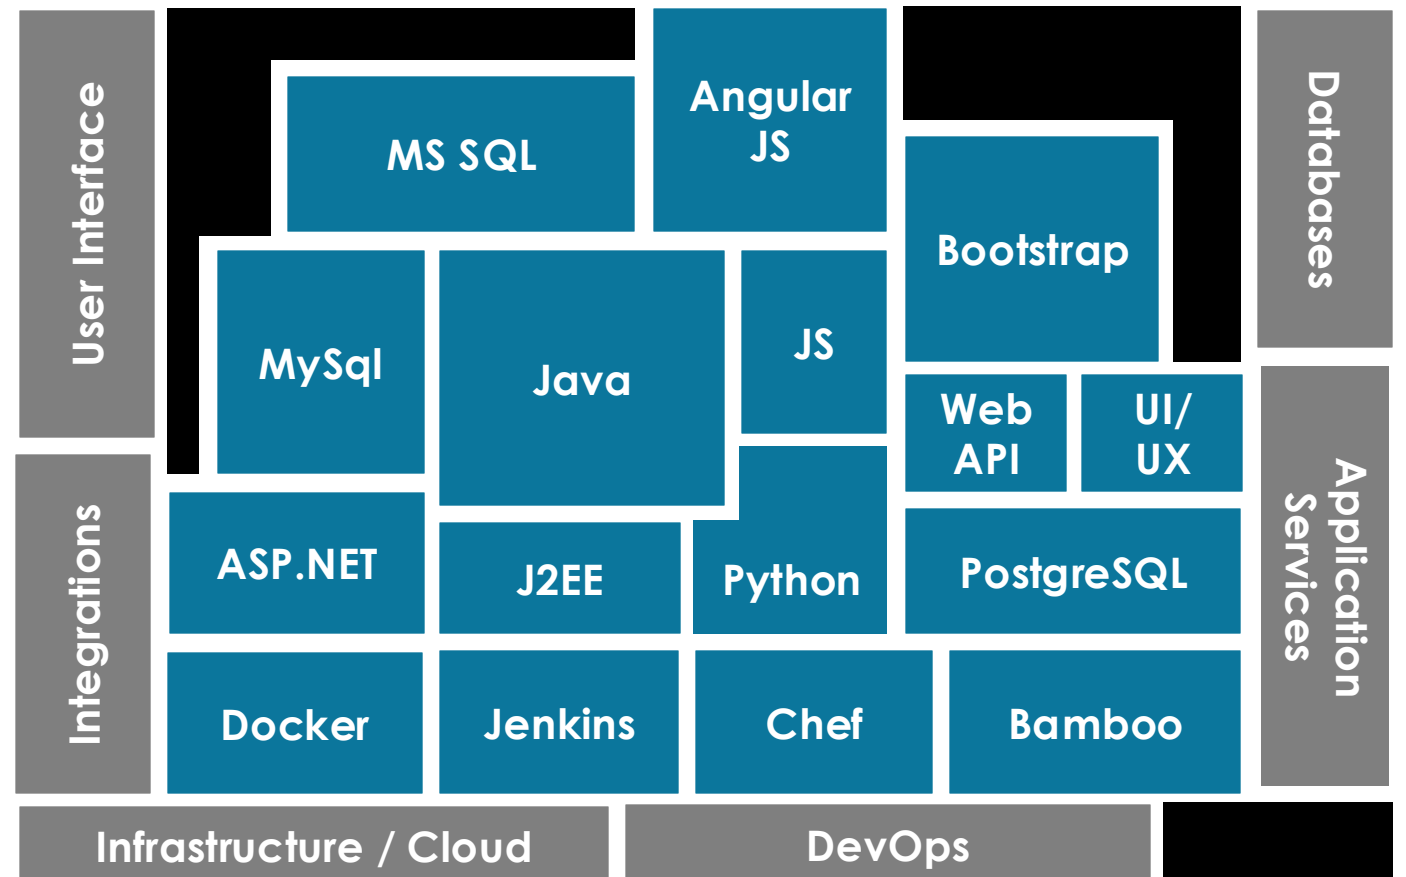 User Interface
MS SQL
Angular
JS
Databases
Bootstrap
MySql
Java
JS
Web
API
UI/
UX
Integrations
ASP.NET
J2EE
Python
PostgreSQL
Application
Services
Docker
Jenkins
Chef
Bamboo
Infrastructure / Cloud
DevOps